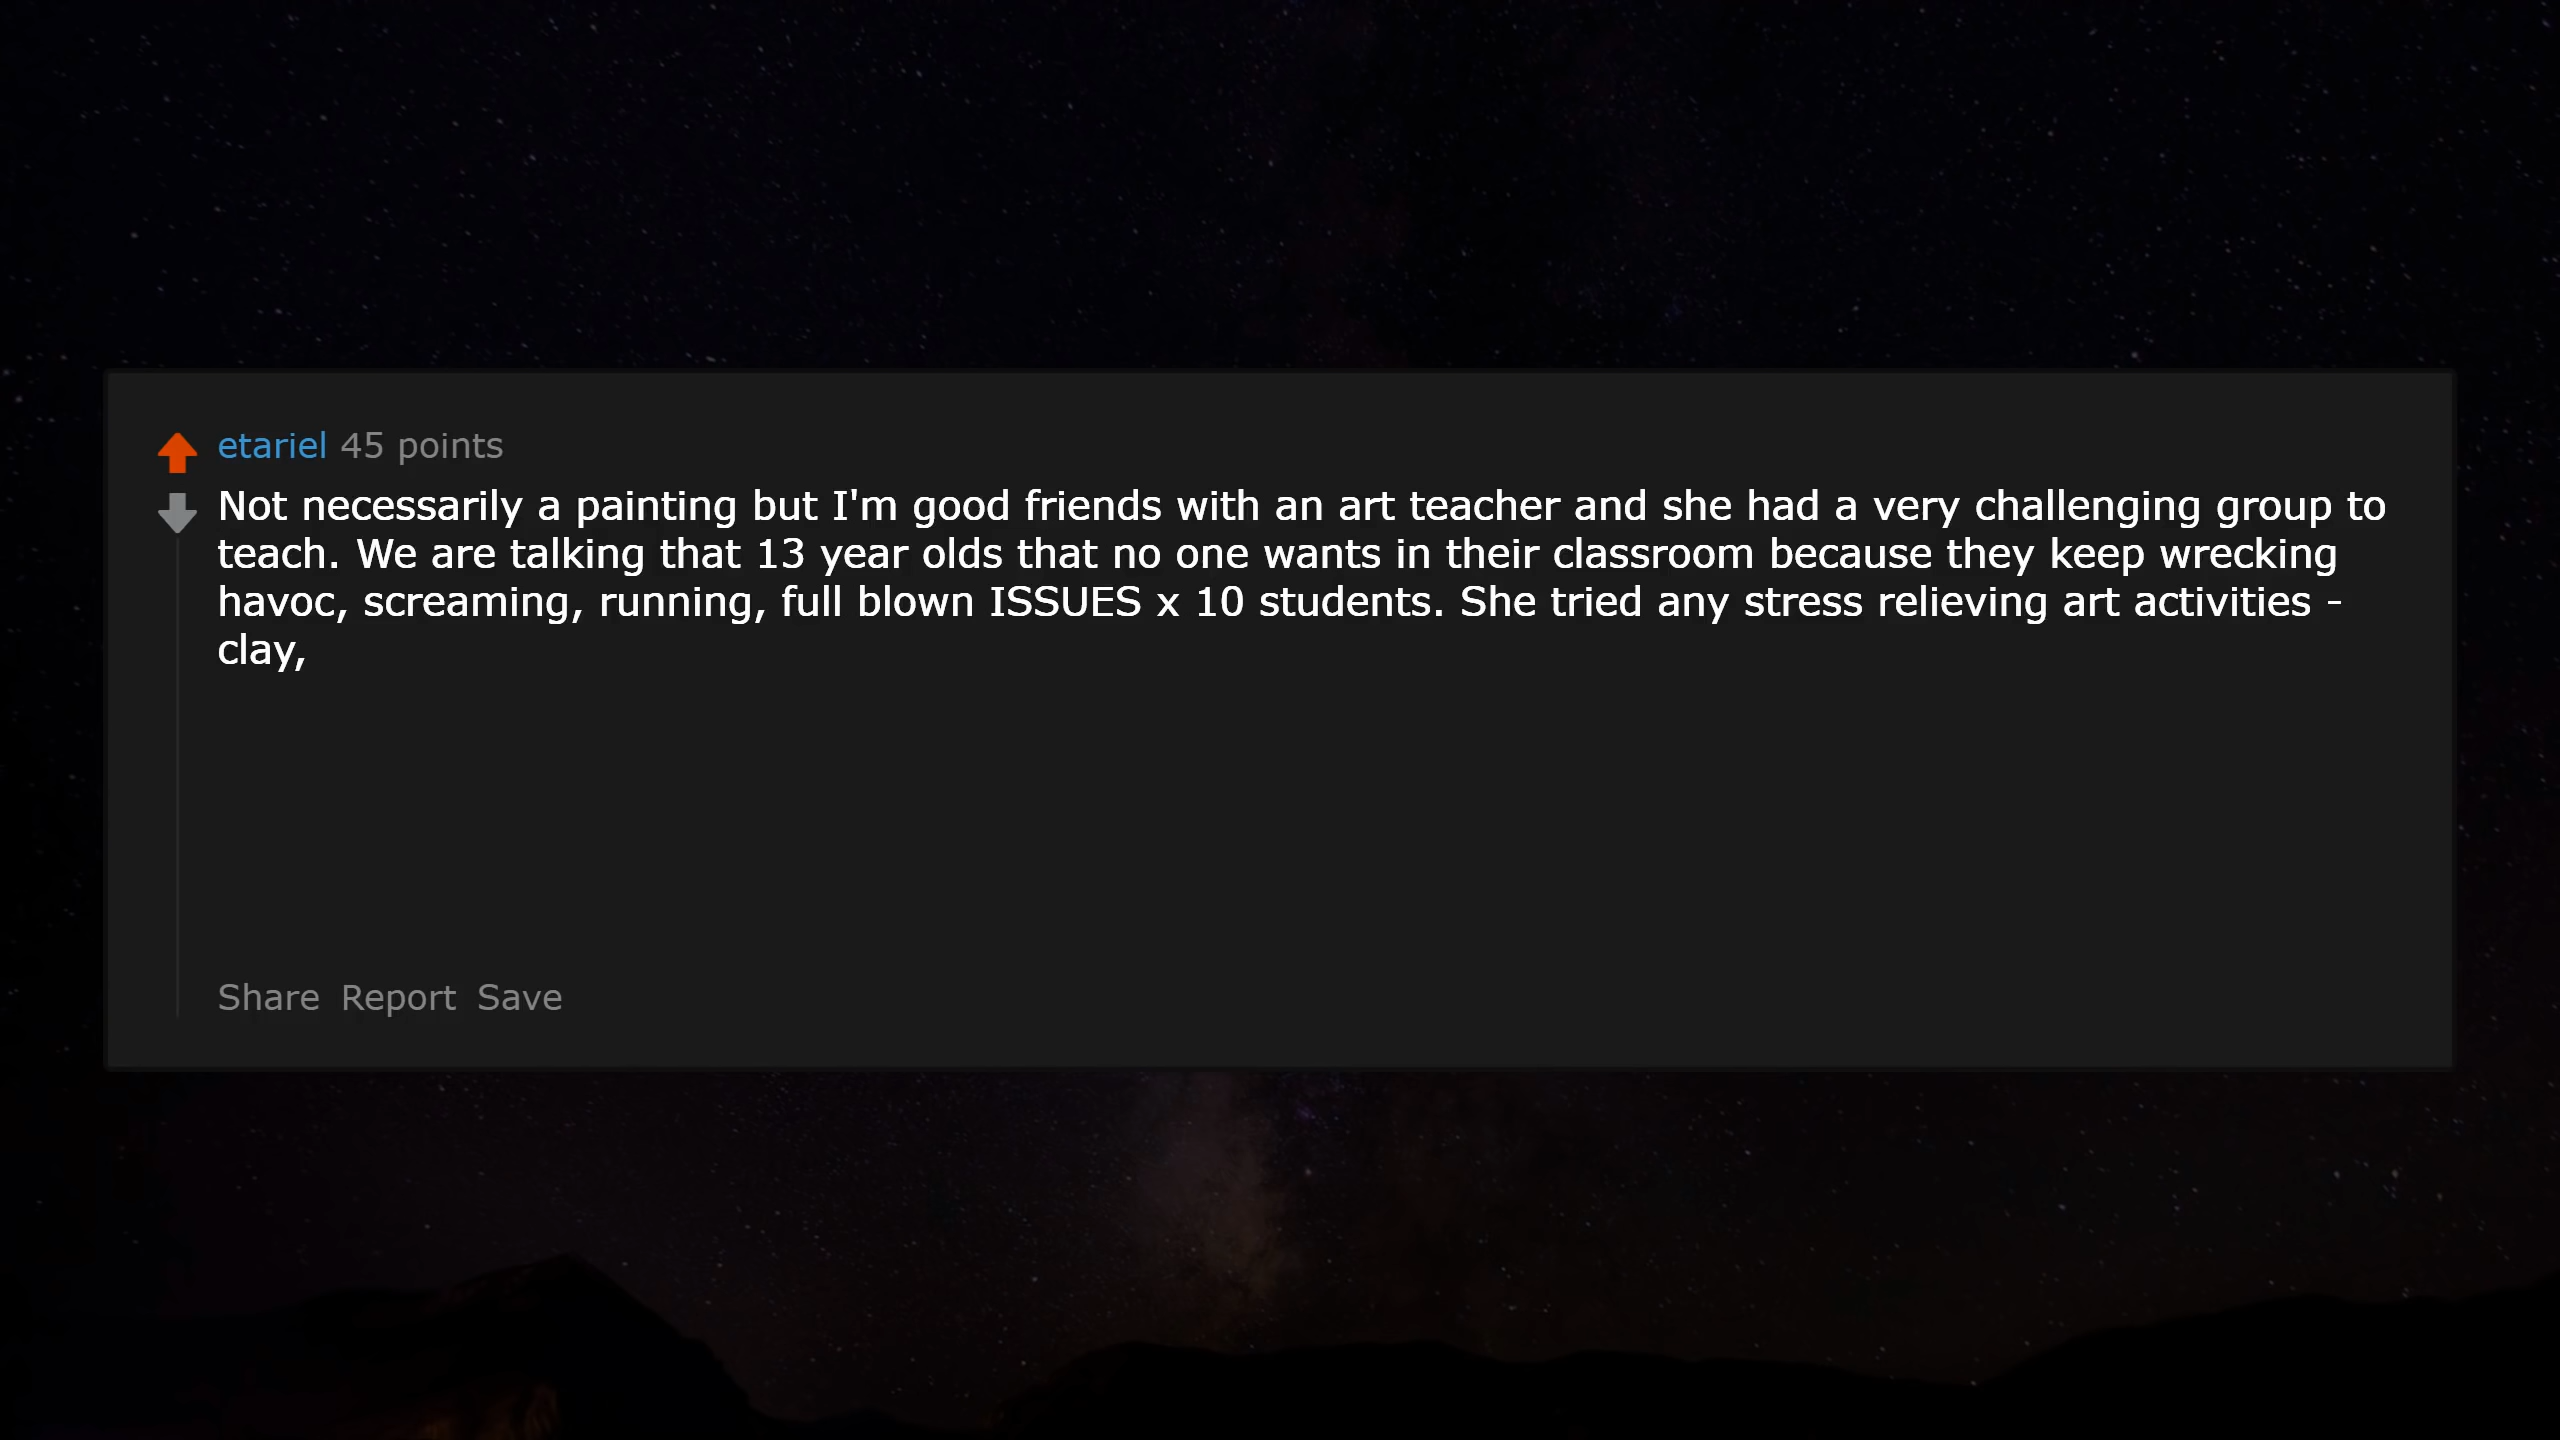 etariel 45 points
Not necessarily a painting but I'm good friends with an art teacher and she had a very challenging group to
teach. We are talking that 13 year olds that no one wants in their classroom because they keep wrecking
havoc, screaming, running, full blown ISSUES x 10 students. She tried any stress relieving art activities -
clay,
Share Report Save